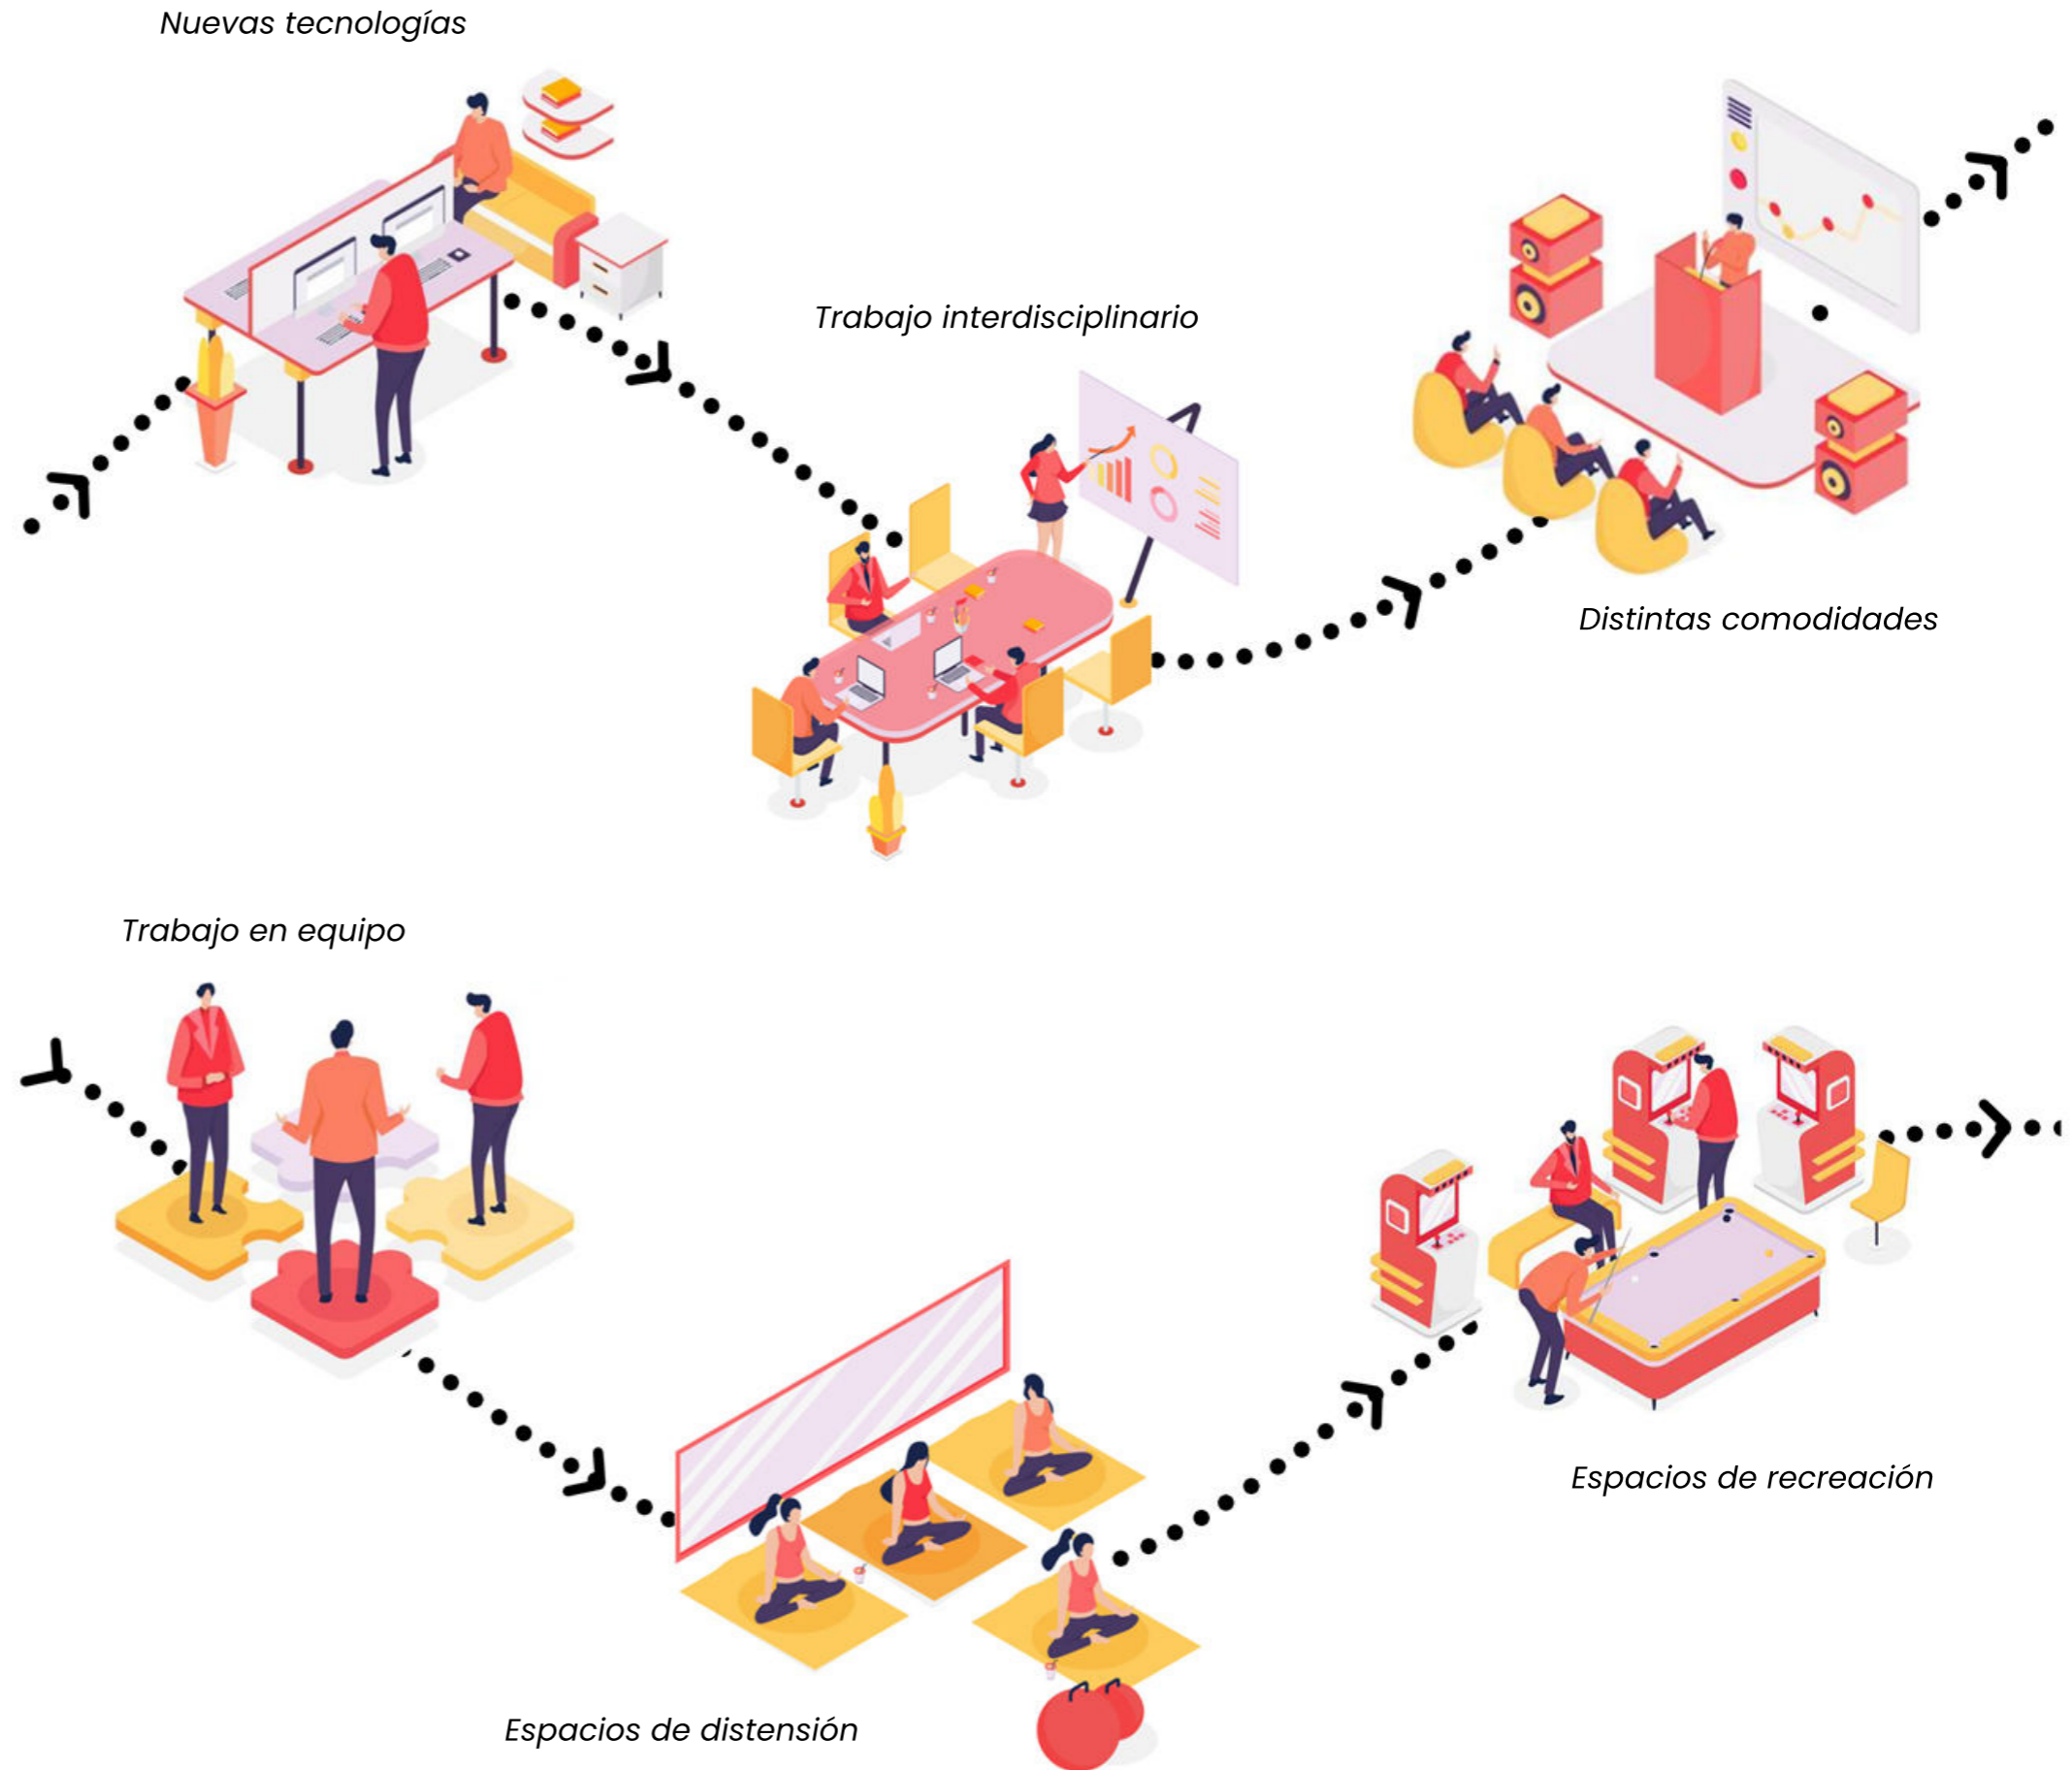 Nuevas tecnologías
Trabajo interdisciplinario
Distintas comodidades
Trabajo en equipo
Espacios de recreación
Espacios de distensión